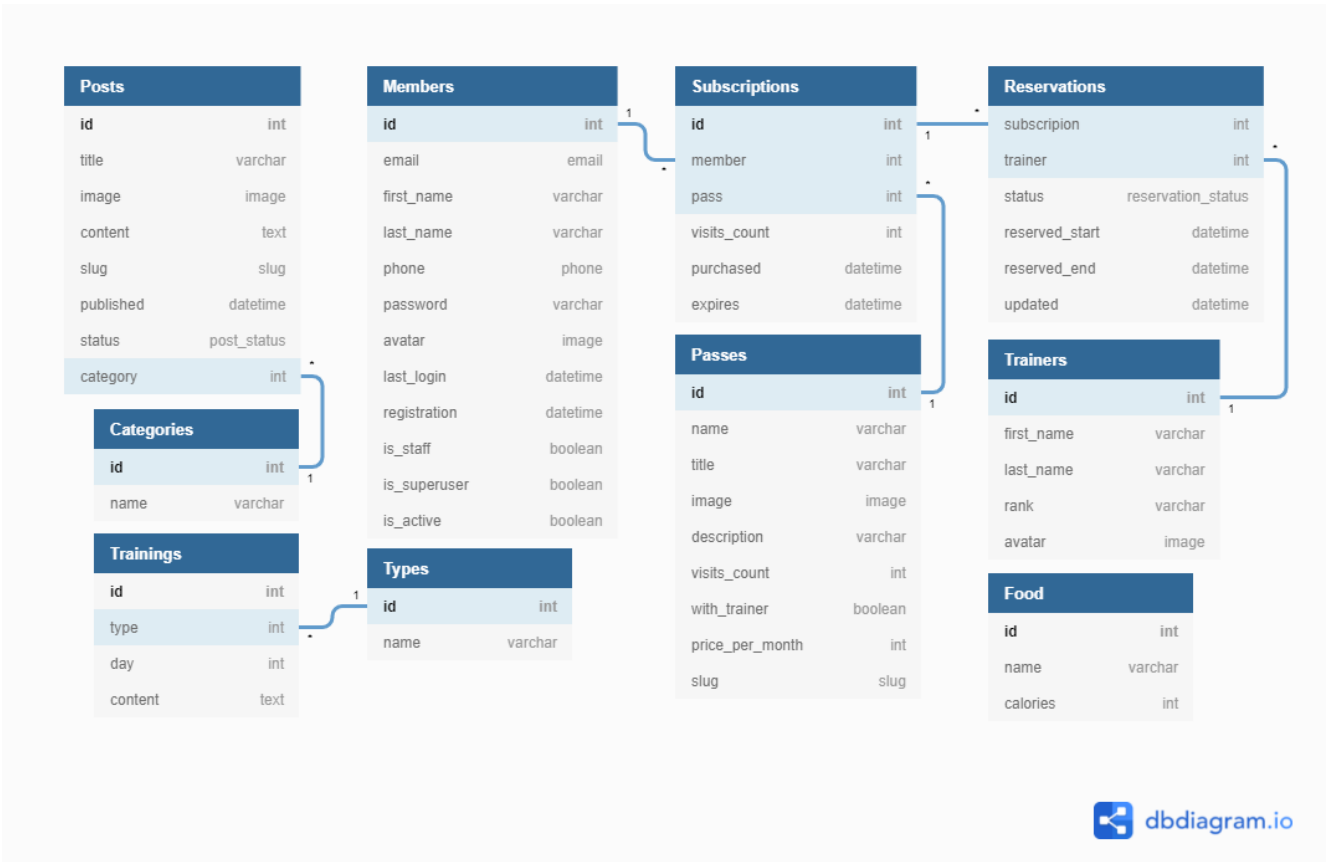 Posts
id int
title varchar
image image
content text
slug slug
published datetime
status post_status
category int
*
1
Categories
id int
name varchar
Trainings
id int
type int
day int
content text
*
1
Members
id int
email email
first_name varchar
last_name varchar
phone phone
password varchar
avatar image
last_login datetime
registration datetime
is_staff boolean
is_superuser boolean
is_active boolean
1
*
Types
id int
name varchar
Subscriptions
id int
member int
pass int
visits_count int
purchased datetime
expires datetime
1
*
*
1
Passes
id int
name varchar
title varchar
image image
description varchar
visits_count int
with_trainer boolean
price_per_month int
slug slug
Reservations
subscripion int
trainer int
status reservation_status
reserved_start datetime
reserved_end datetime
updated datetime
*
1
Trainers
id int
first_name varchar
last_name varchar
rank varchar
avatar image
Food
id int
name varchar
calories int
dbdiagram.io